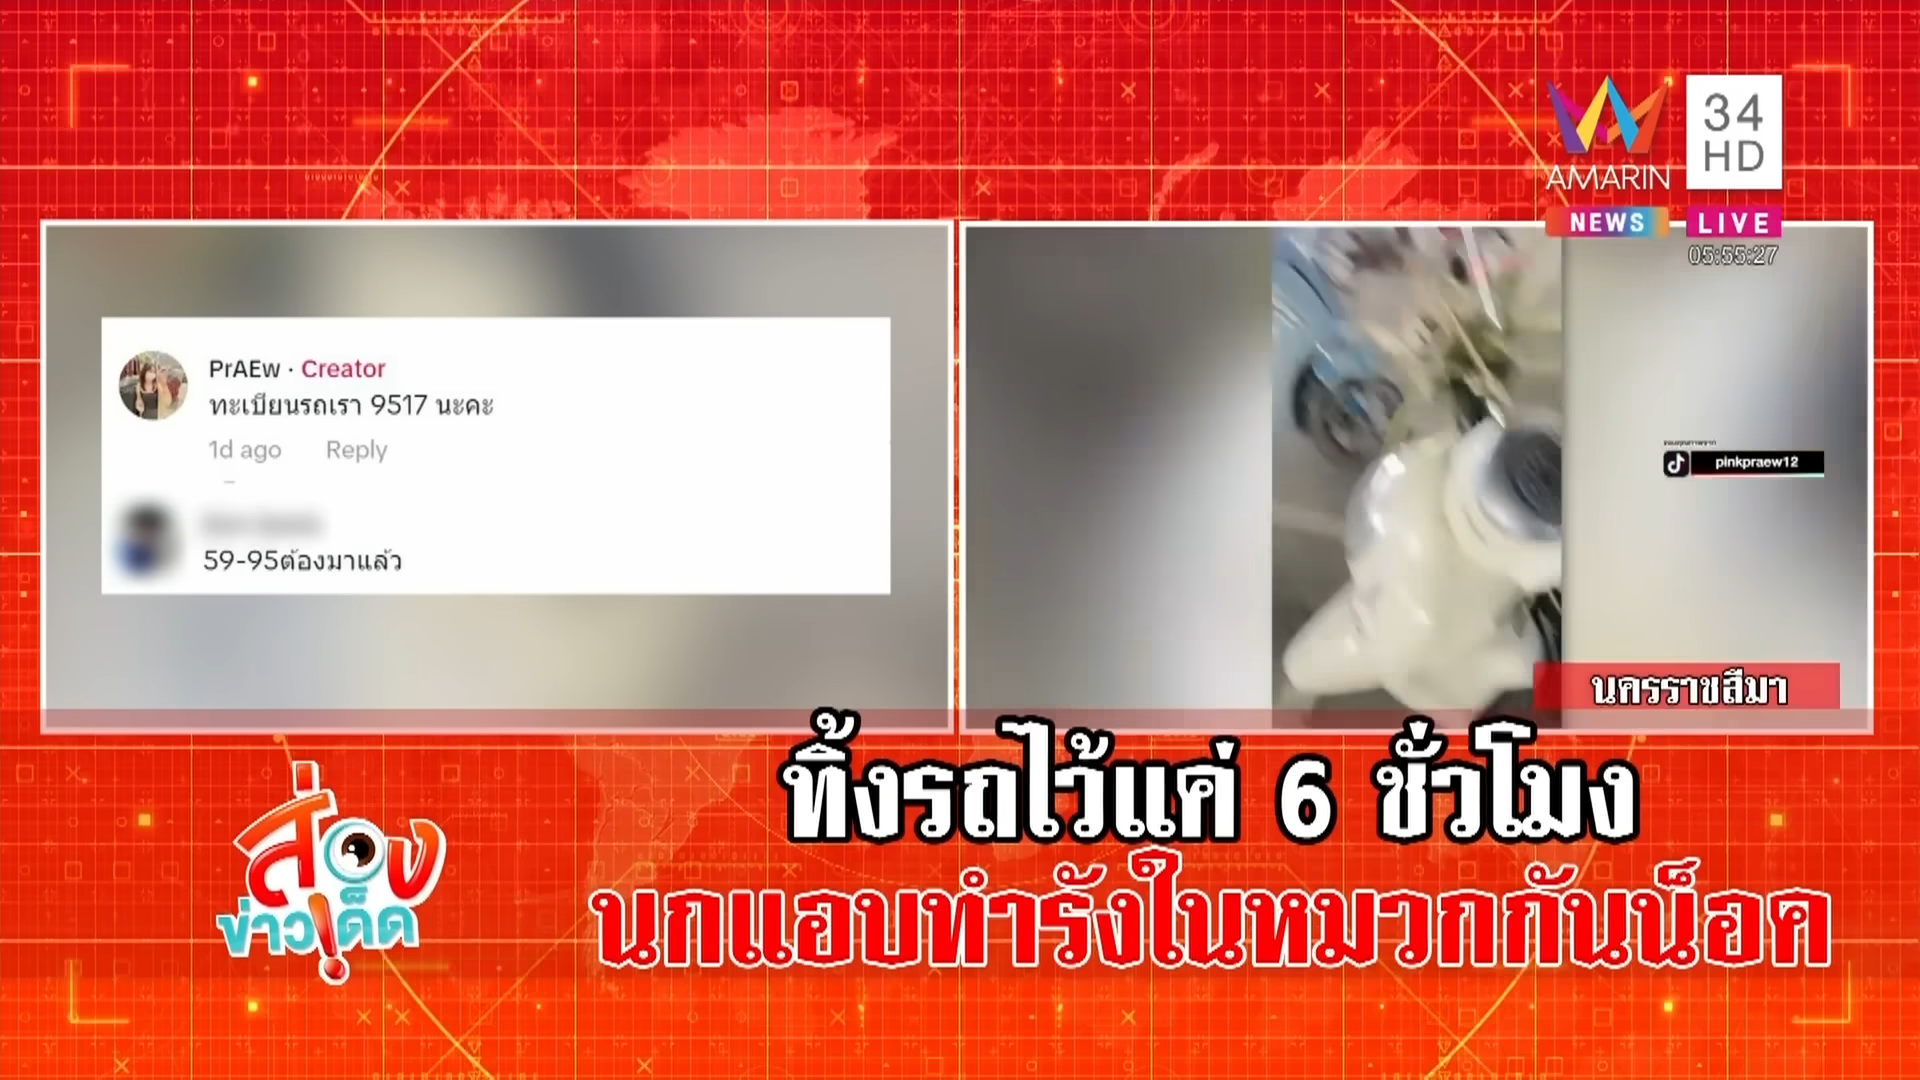 AMARIN
34
HD
NEWS
LIVE
05:55:27
PrAEw · Creator
ทะเบียนรถเรา 9517 นะคะ
1d ago Reply
59-95ต้องมาแล้ว
pinkpraew12
นครราชสีมา
ส่อง
ข่าวเด็ด
ทิ้งรถไว้แค่ 6 ชั่วโมง
นกแอบทำรังในหมวกกันน็อค